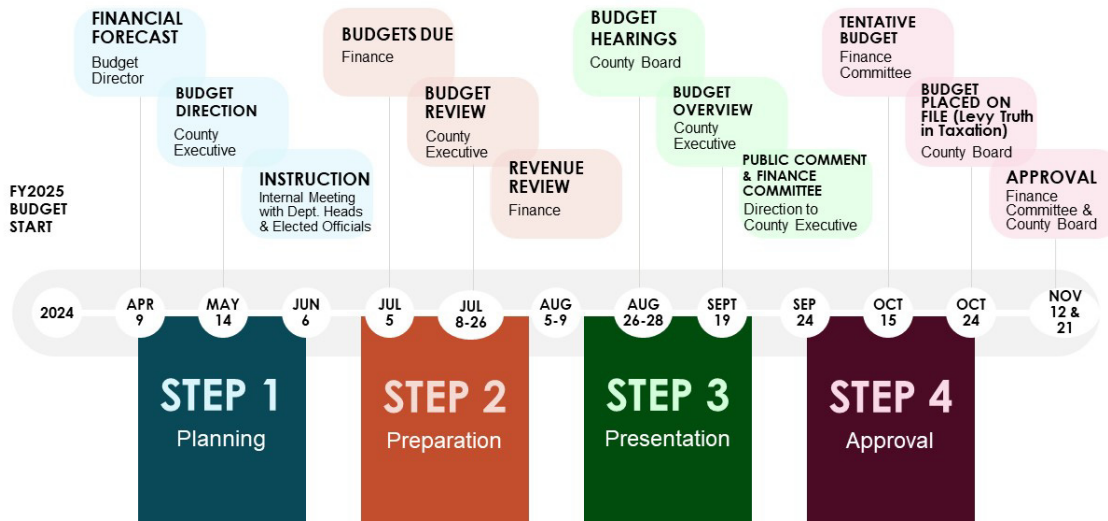 FINANCIAL
FORECAST
Budget
Director
BUDGET
DIRECTION
County
Executive
INSTRUCTION
Internal Meeting
with Dept. Heads
& Elected Officials
BUDGETS DUE
Finance
BUDGET
REVIEW
County
Executive
REVENUE
REVIEW
Finance
BUDGET
HEARINGS
County Board
BUDGET
OVERVIEW
County
Executive
PUBLIC COMMENT
& FINANCE
COMMITTEE
Direction to
County Executive
TENTATIVE
BUDGET
Finance
Committee
BUDGET
PLACED ON
FILE (Levy Truth
in Taxation)
County Board
APPROVAL
Finance
Committee &
County Board
FY2025
BUDGET
START
2024
APR
9
MAY
14
JUN
6
JUL
5
JUL
8-26
AUG
5-9
AUG
26-28
SEPT
19
SEP
24
OCT
15
OCT
24
NOV
12 &
21
STEP 1
Planning
STEP 2
Preparation
STEP 3
Presentation
STEP 4
Approval